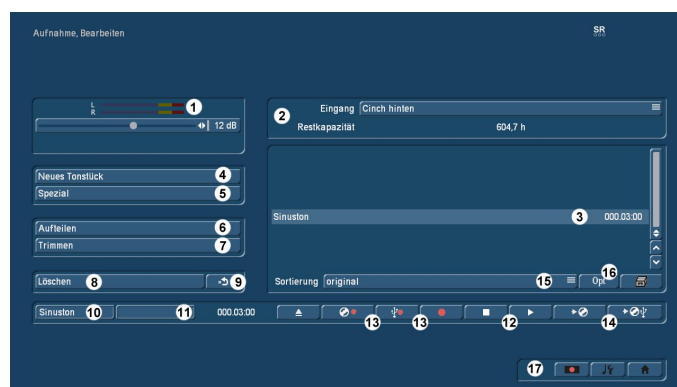 Aufnahme, Bearbeiten
SR
L
R
1
12 dB
2
Eingang Cinch hinten
Restkapazität 604,7 h
Neues Tonstück 4
Spezial 5
Sinuston 3 000.03:00
Aufteilen 6
Trimmen 7
Löschen 8 9
Sortierung original 15 16 Opt
Sinuston 10 11 000.03:00
13 13 12 14
17